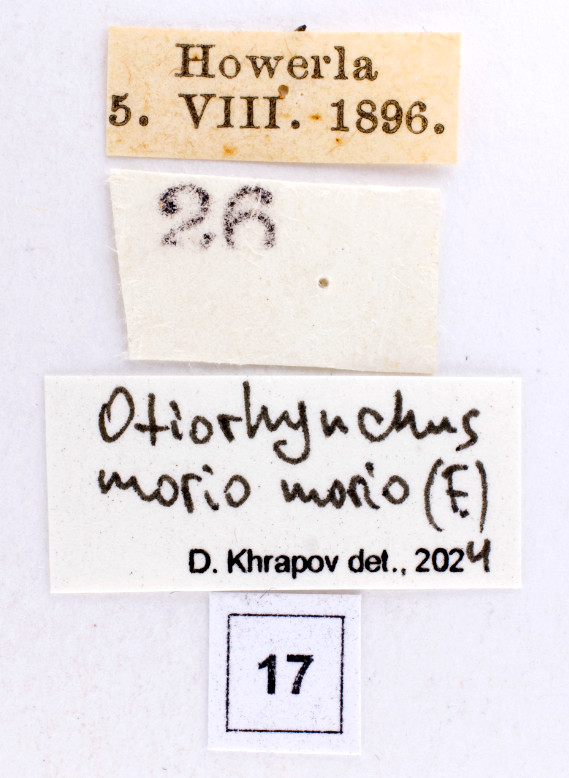 Howerla
5. VIII. 1896.
26
Otiorhynchus
morio morio (F.)
D. Khrapov det., 2024
17